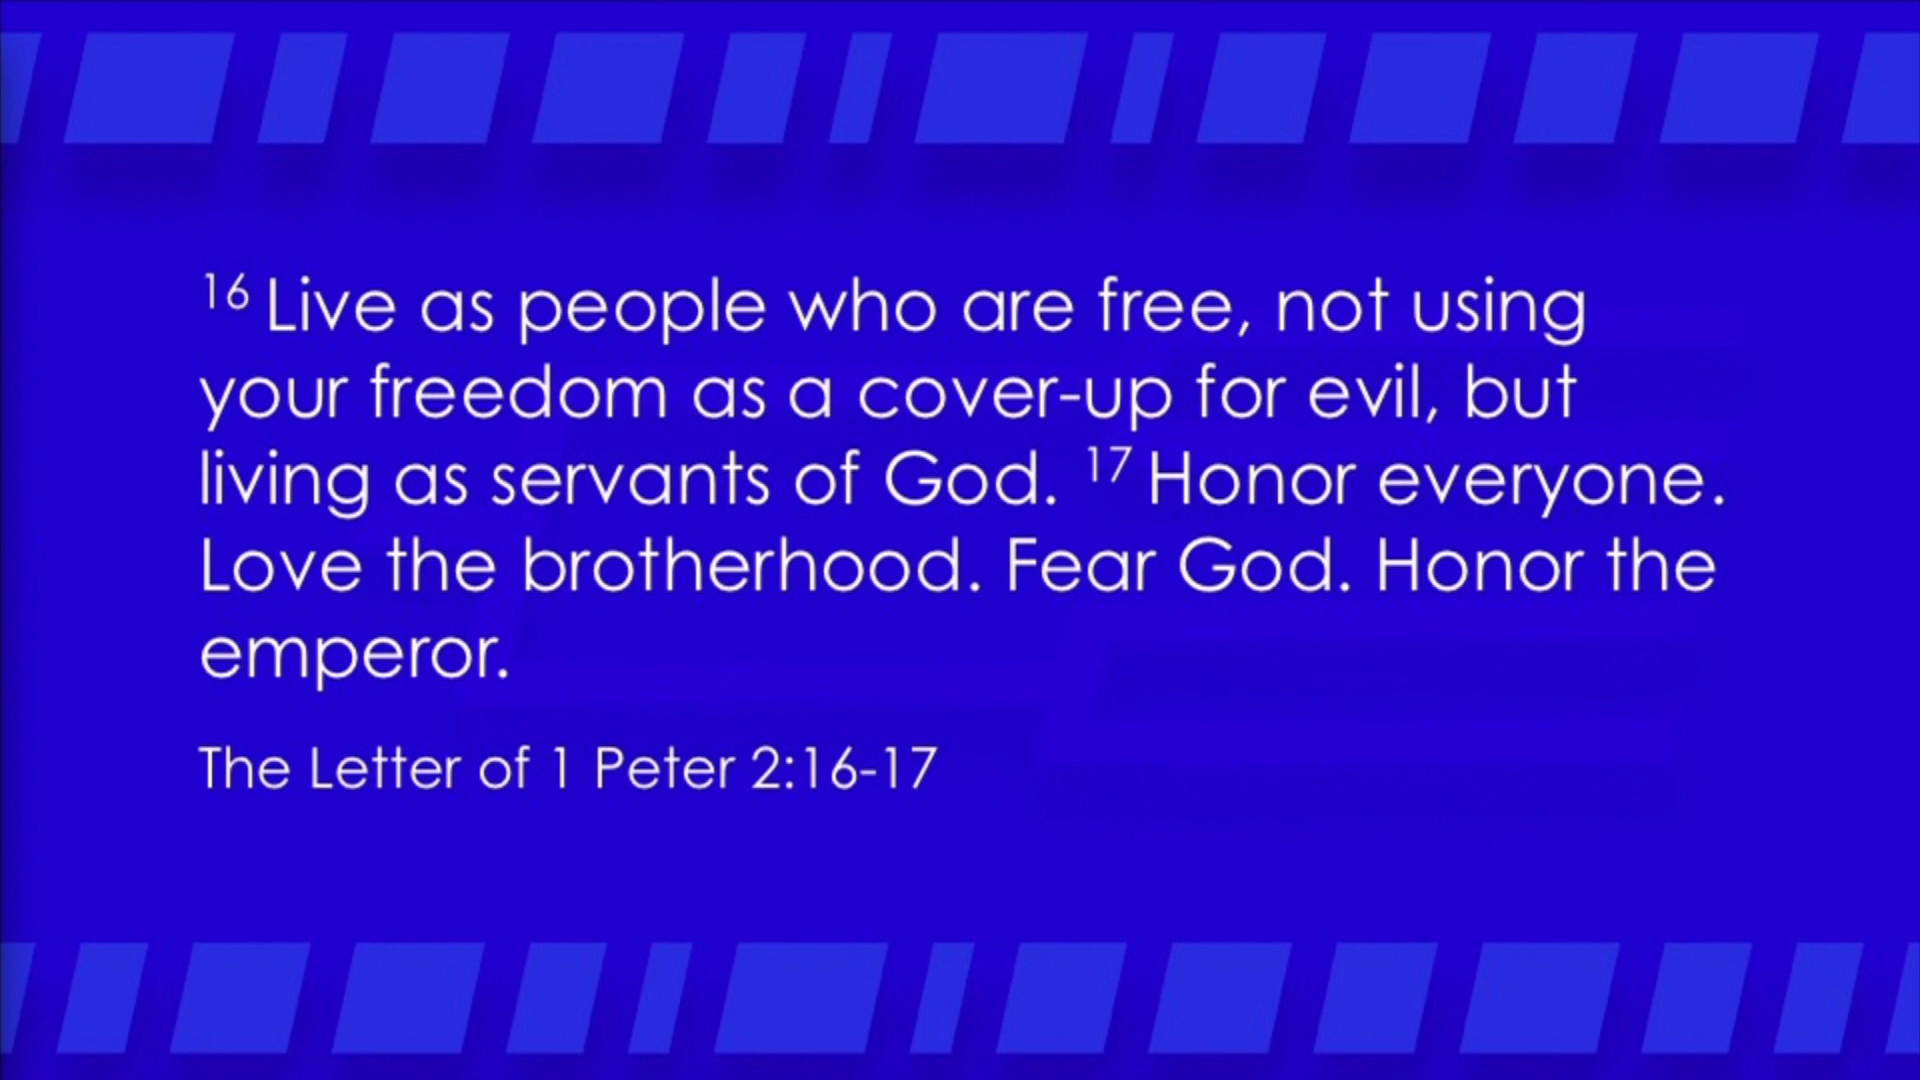 16 Live as people who are free, not using
your freedom as a cover-up for evil, but
living as servants of God. 17 Honor everyone.
Love the brotherhood. Fear God. Honor the
emperor.
The Letter of 1 Peter 2:16-17